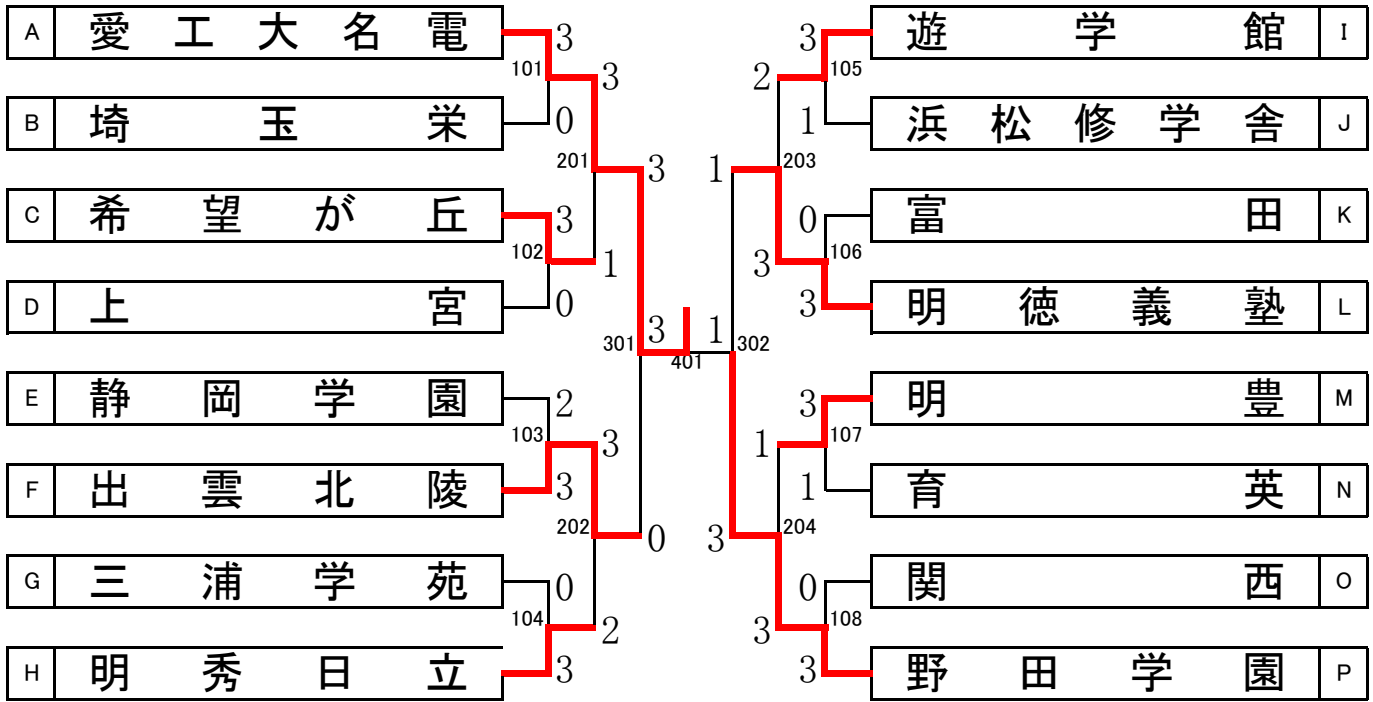 A 愛工大名電 3
101 3
B 埼玉栄 0
201 3
C 希望が丘 3
102 1
D 上宮 0
301 3
401
E 静岡学園 2
103 3
F 出雲北陵 3
202 0
G 三浦学苑 0
104 2
H 明秀日立 3
3 遊学館 I
2 105
1 浜松修学舎 J
1 203
0 富田 K
3 106
3 明徳義塾 L
1 302
3 明豊 M
1 107
1 育英 N
3 204
0 関西 O
3 108
3 野田学園 P